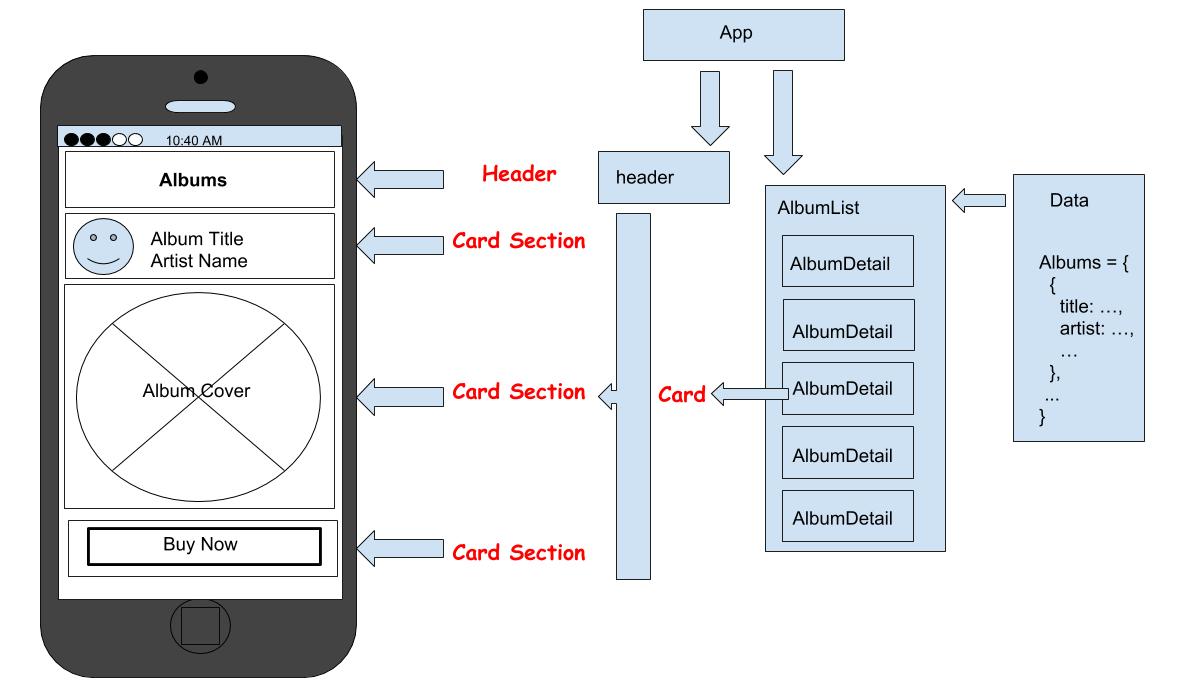 10:40 AM
Albums
Album Title
Artist Name
Album Cover
Buy Now
Header
Card Section
Card Section
Card Section
Card
App
header
AlbumList
AlbumDetail
AlbumDetail
AlbumDetail
AlbumDetail
AlbumDetail
Data
Albums = {
{
title: …,
artist: …,
…
},
...
}